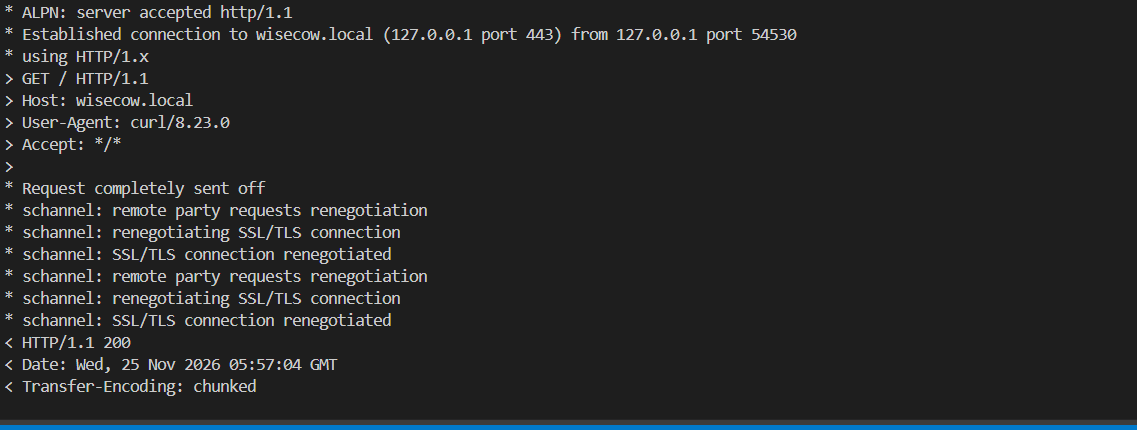 * ALPN: server accepted http/1.1
* Established connection to wisecow.local (127.0.0.1 port 443) from 127.0.0.1 port 54530
* using HTTP/1.x
> GET / HTTP/1.1
> Host: wisecow.local
> User-Agent: curl/8.23.0
> Accept: */*
>
* Request completely sent off
* schannel: remote party requests renegotiation
* schannel: renegotiating SSL/TLS connection
* schannel: SSL/TLS connection renegotiated
* schannel: remote party requests renegotiation
* schannel: renegotiating SSL/TLS connection
* schannel: SSL/TLS connection renegotiated
< HTTP/1.1 200
< Date: Wed, 25 Nov 2026 05:57:04 GMT
< Transfer-Encoding: chunked